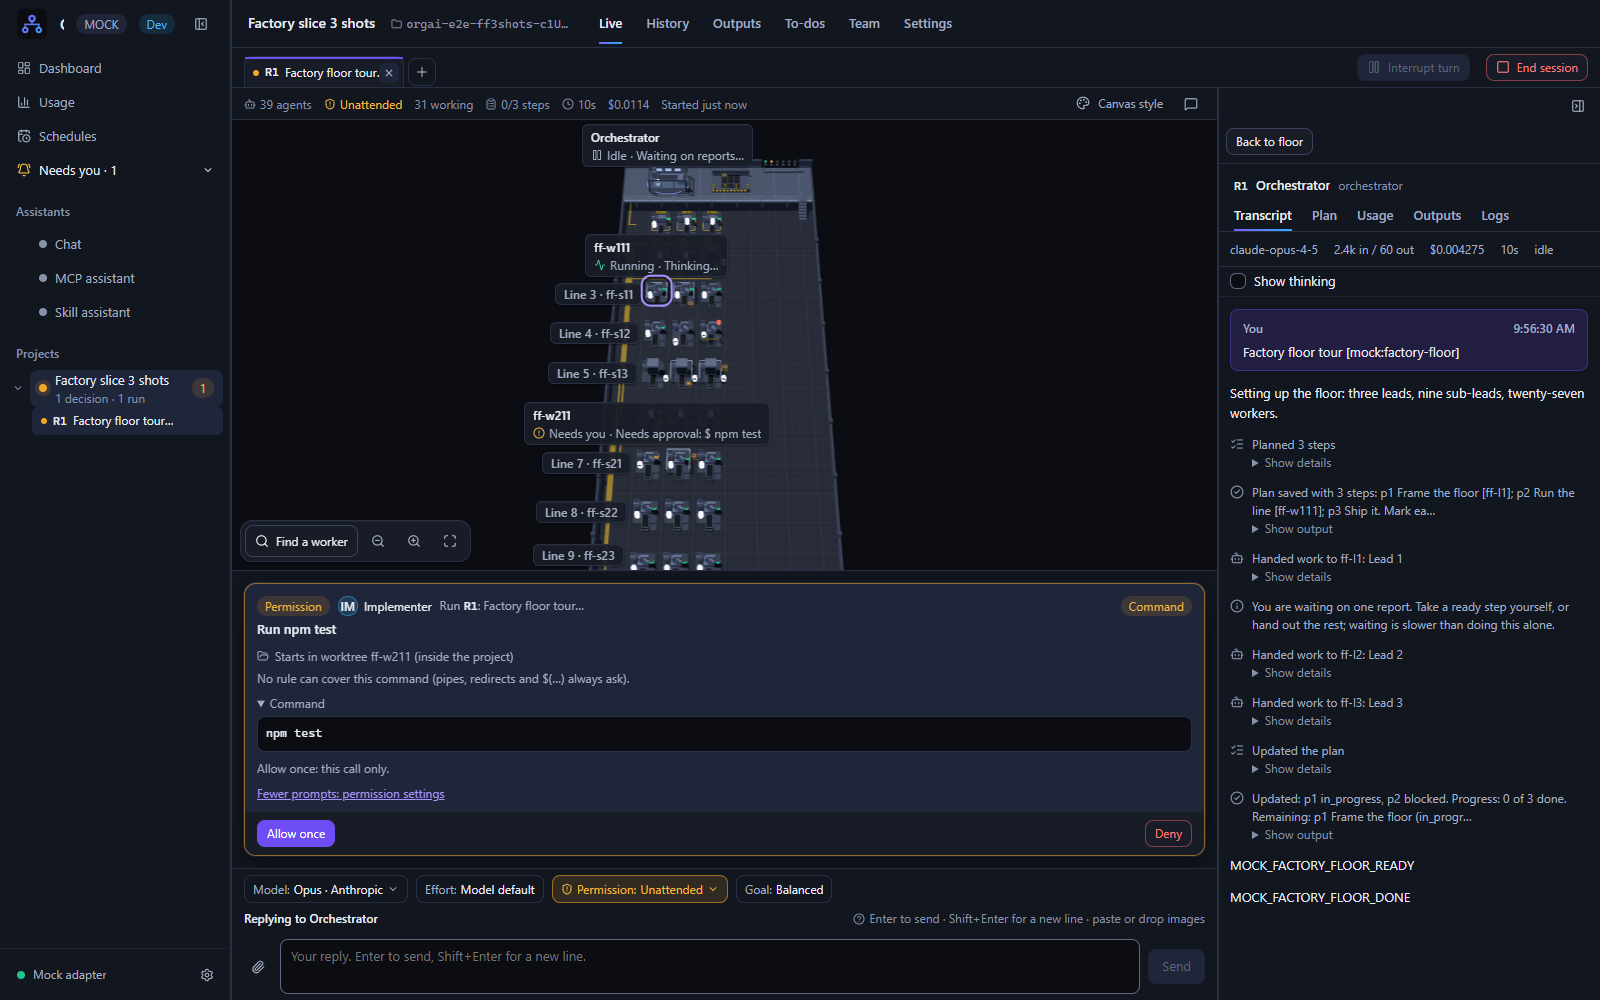 MOCK
Dev
Dashboard
Usage
Schedules
Needs you · 1
Assistants
Chat
MCP assistant
Skill assistant
Projects
Factory slice 3 shots
1
1 decision · 1 run
R1 Factory floor tour...
Mock adapter
Factory slice 3 shots
orgai-e2e-ff3shots-c1U...
Live
History
Outputs
To-dos
Team
Settings
R1 Factory floor tour.
Interrupt turn
End session
39 agents
Unattended
31 working
0/3 steps
10s
$0.0114
Started just now
Canvas style
Orchestrator
Idle · Waiting on reports...
ff-w111
Running · Thinking...
Line 3 · ff-s11
Line 4 · ff-s12
Line 5 · ff-s13
ff-w211
Needs you · Needs approval: $ npm test
Line 7 · ff-s21
Line 8 · ff-s22
Line 9 · ff-s23
Find a worker
Permission
IM
Implementer
Run R1: Factory floor tour...
Command
Run npm test
Starts in worktree ff-w211 (inside the project)
No rule can cover this command (pipes, redirects and $(...) always ask).
Command
npm test
Allow once: this call only.
Fewer prompts: permission settings
Allow once
Deny
Model: Opus · Anthropic
Effort: Model default
Permission: Unattended
Goal: Balanced
Replying to Orchestrator
Enter to send · Shift+Enter for a new line · paste or drop images
Your reply. Enter to send, Shift+Enter for a new line.
Send
Back to floor
R1 Orchestrator orchestrator
Transcript
Plan
Usage
Outputs
Logs
claude-opus-4-5
2.4k in / 60 out
$0.004275
10s
idle
Show thinking
You
9:56:30 AM
Factory floor tour [mock:factory-floor]
Setting up the floor: three leads, nine sub-leads, twenty-seven
workers.
Planned 3 steps
Show details
Plan saved with 3 steps: p1 Frame the floor [ff-l1]; p2 Run the
line [ff-w111]; p3 Ship it. Mark ea...
Show output
Handed work to ff-l1: Lead 1
Show details
You are waiting on one report. Take a ready step yourself, or
hand out the rest; waiting is slower than doing this alone.
Handed work to ff-l2: Lead 2
Show details
Handed work to ff-l3: Lead 3
Show details
Updated the plan
Show details
Updated: p1 in_progress, p2 blocked. Progress: 0 of 3 done.
Remaining: p1 Frame the floor (in_progr...
Show output
MOCK_FACTORY_FLOOR_READY
MOCK_FACTORY_FLOOR_DONE